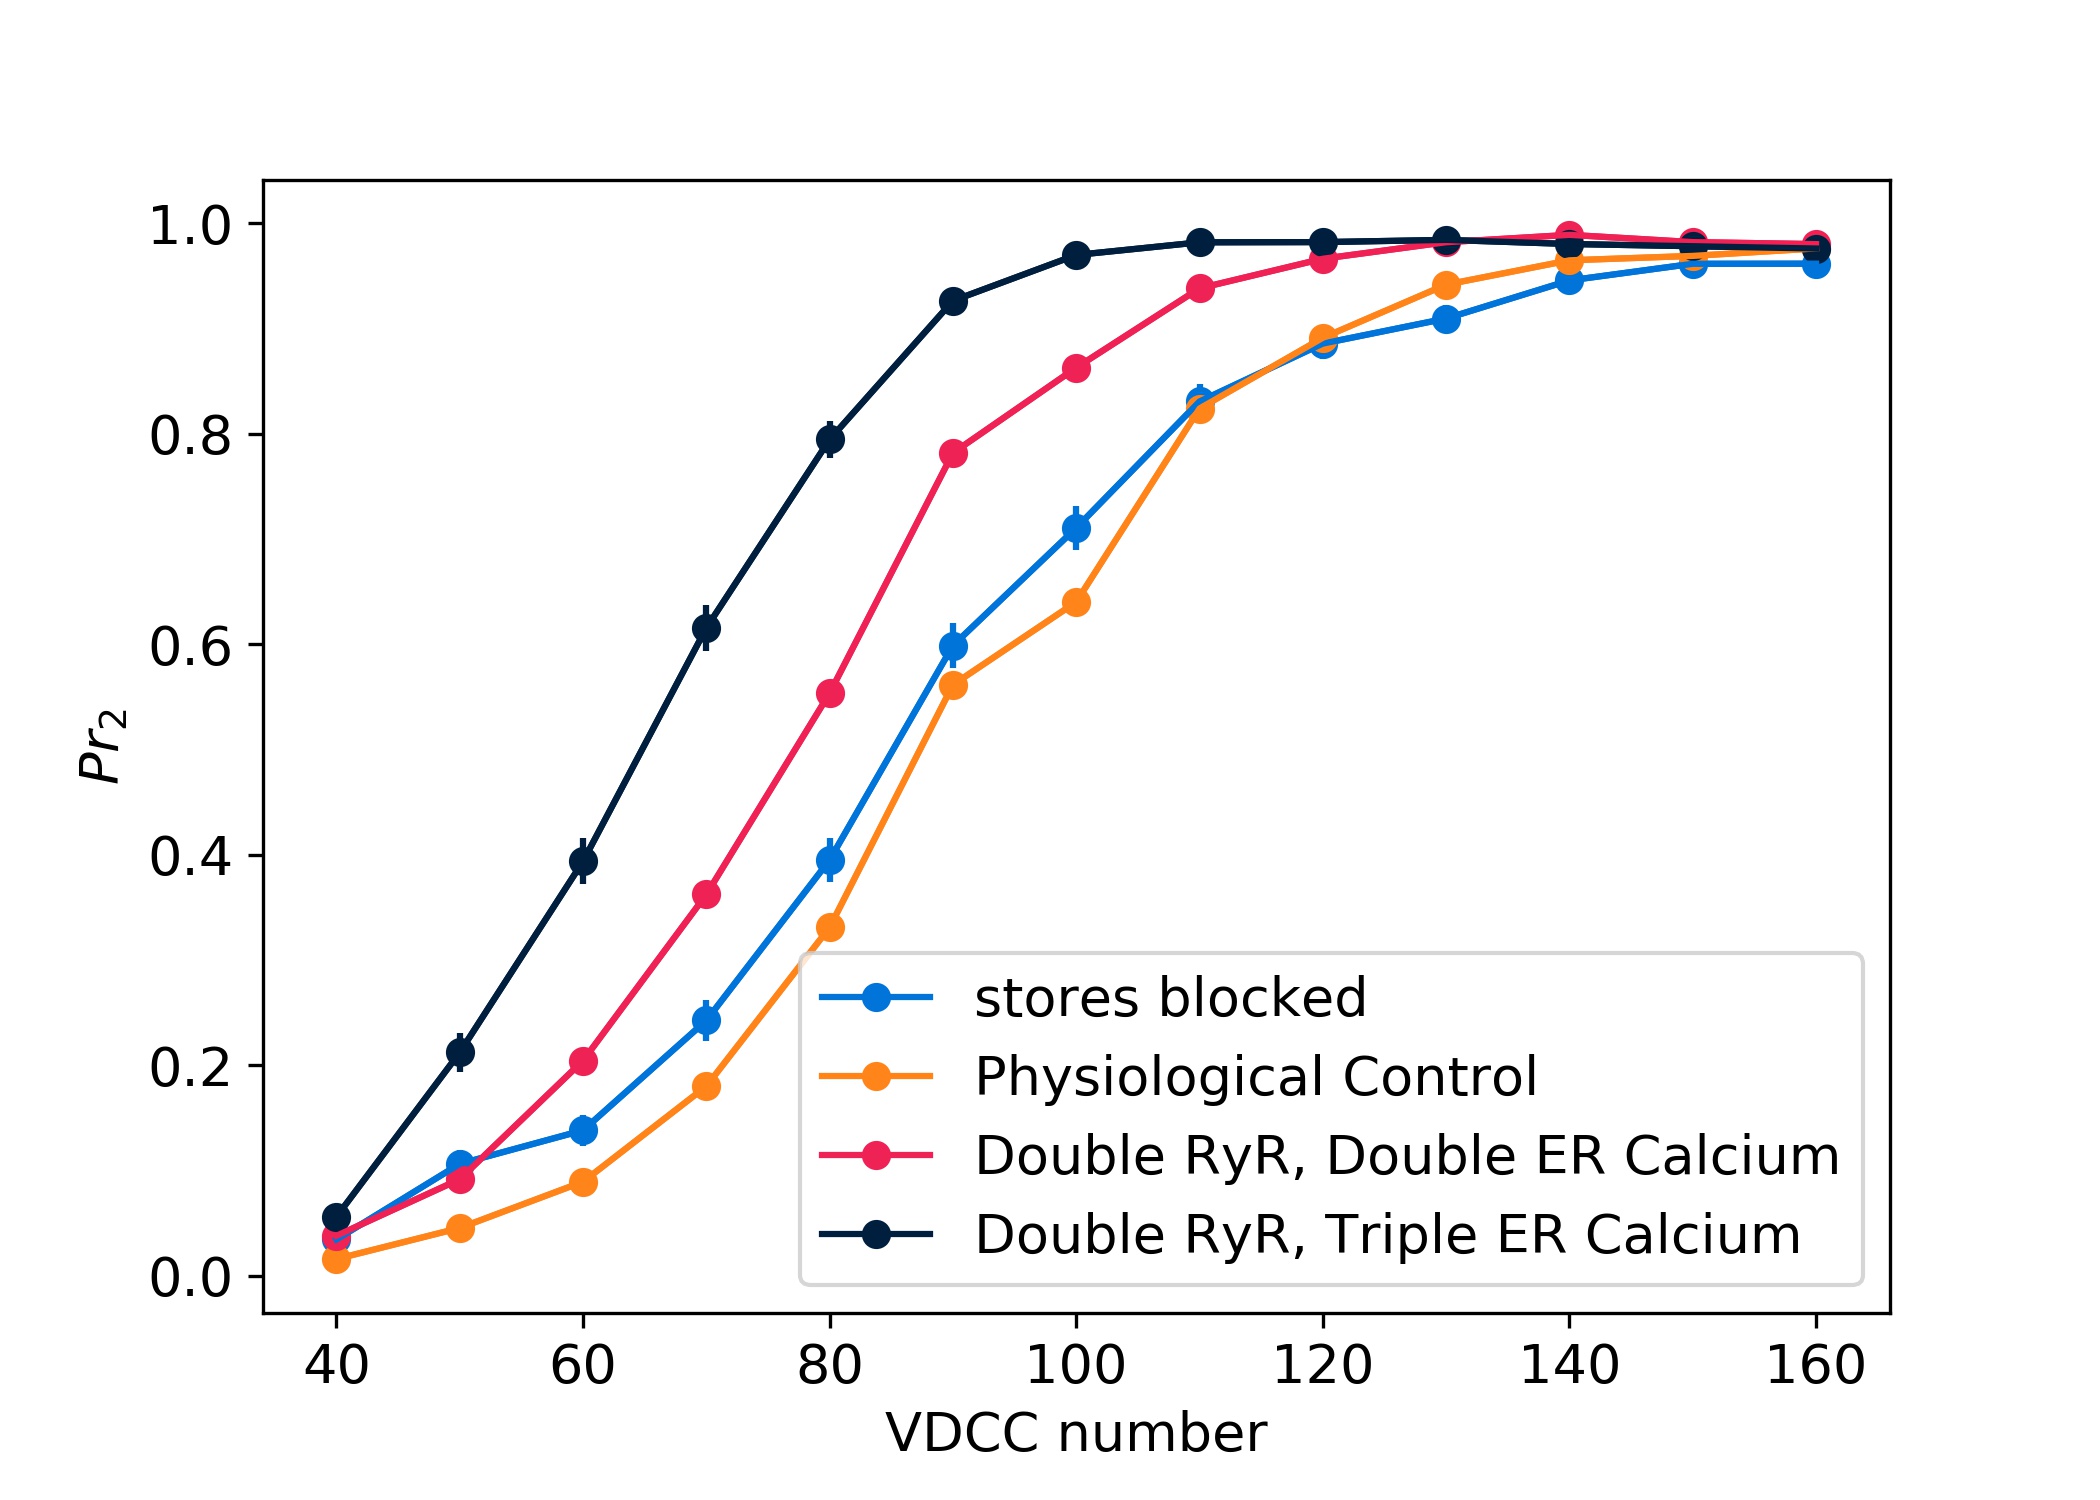 1.0
0.8
0.6
0.4
0.2
0.0
Pr₂
stores blocked
Physiological Control
Double RyR, Double ER Calcium
Double RyR, Triple ER Calcium
40 60 80 100 120 140 160
VDCC number